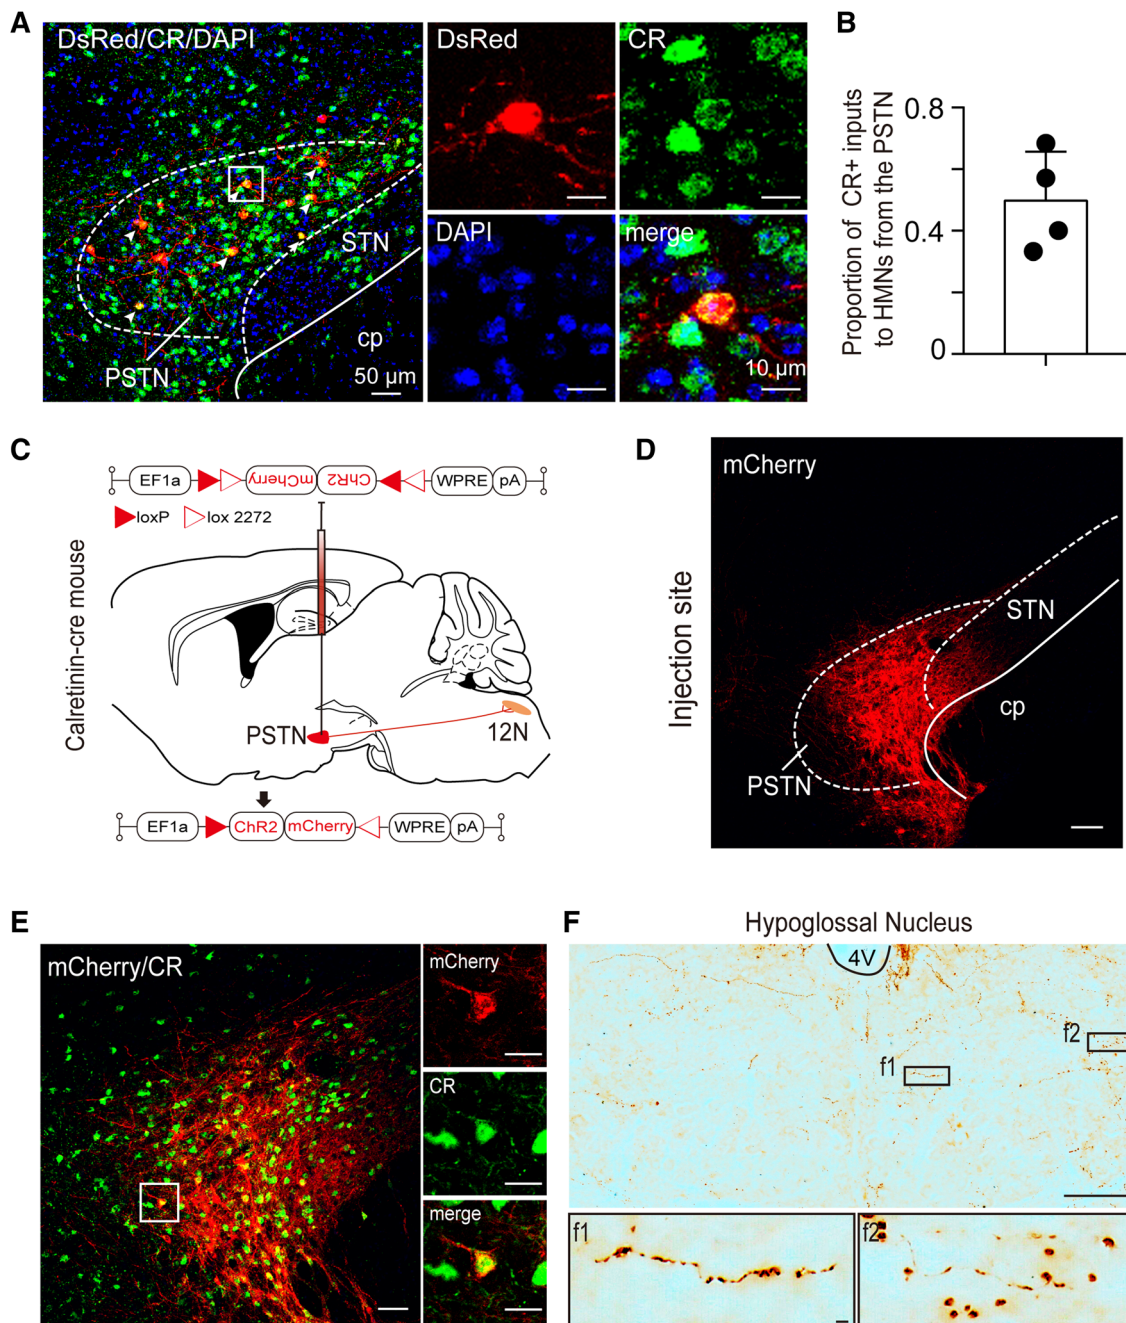 A
DsRed/CR/DAPI
STN
PSTN
cp
50 µm
DsRed
CR
DAPI
merge
10 µm
B
Proportion of CR+ inputs
to HMNs from the PSTN
0.8
0.4
0
C
Calretinin-cre mouse
EF1a
mCherry
ChR2
WPRE
pA
loxP
lox 2272
PSTN
12N
EF1a
ChR2
mCherry
WPRE
pA
D
Injection site
mCherry
STN
cp
PSTN
E
mCherry/CR
mCherry
CR
merge
F
Hypoglossal Nucleus
4V
f1
f2
f1
f2